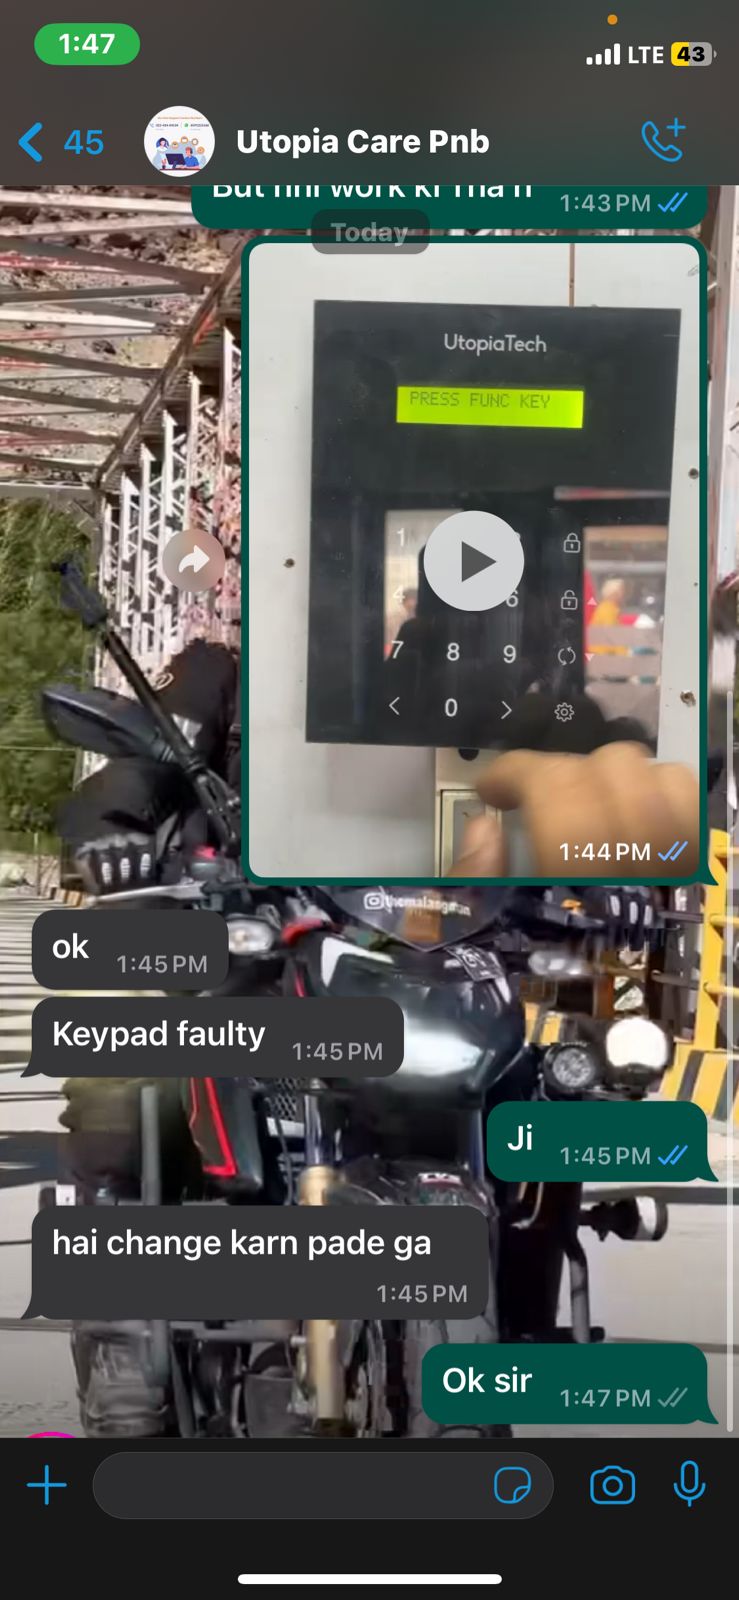 1:47
LTE 43
45
Utopia Care Pnb
1:43 PM
Today
UtopiaTech
PRESS FUNC KEY
1
4 6
7 8 9
< 0 >
1:44 PM
ok 1:45 PM
Keypad faulty 1:45 PM
Ji 1:45 PM
hai change karn pade ga
1:45 PM
Ok sir 1:47 PM